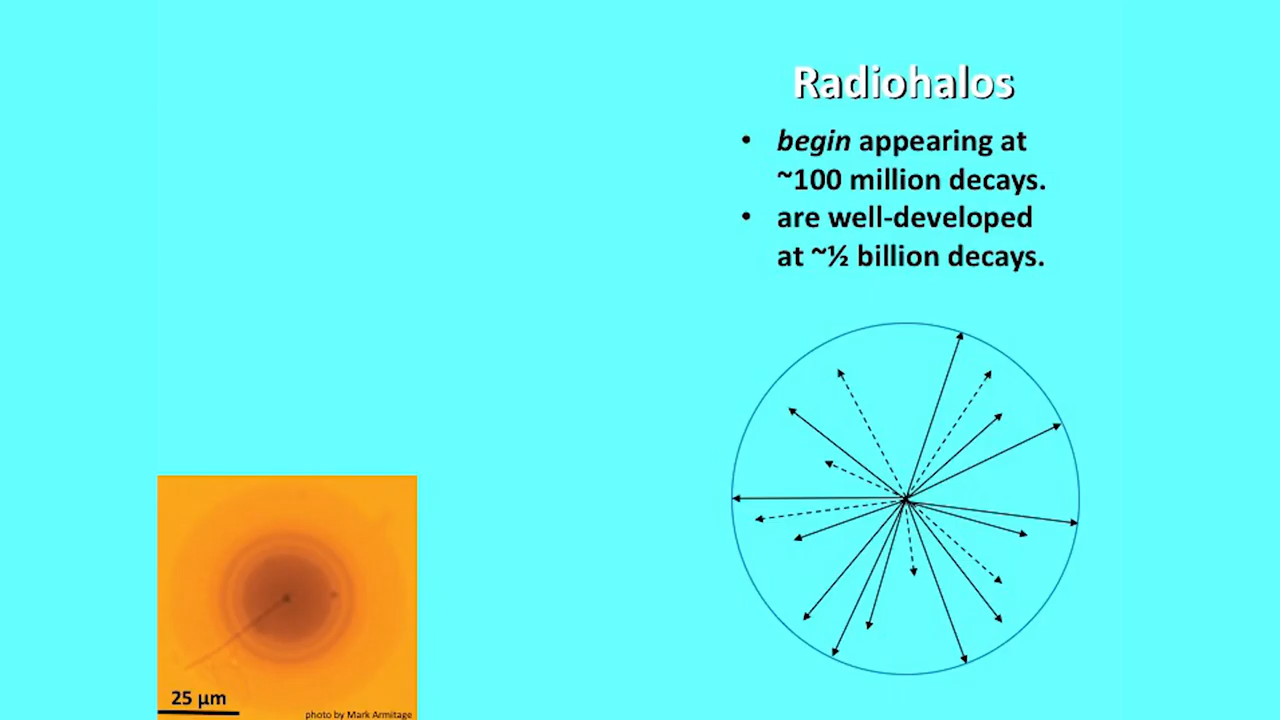 Radiohalos
• begin appearing at
~100 million decays.
• are well-developed
at ~½ billion decays.
25 µm
photo by Mark Armitage